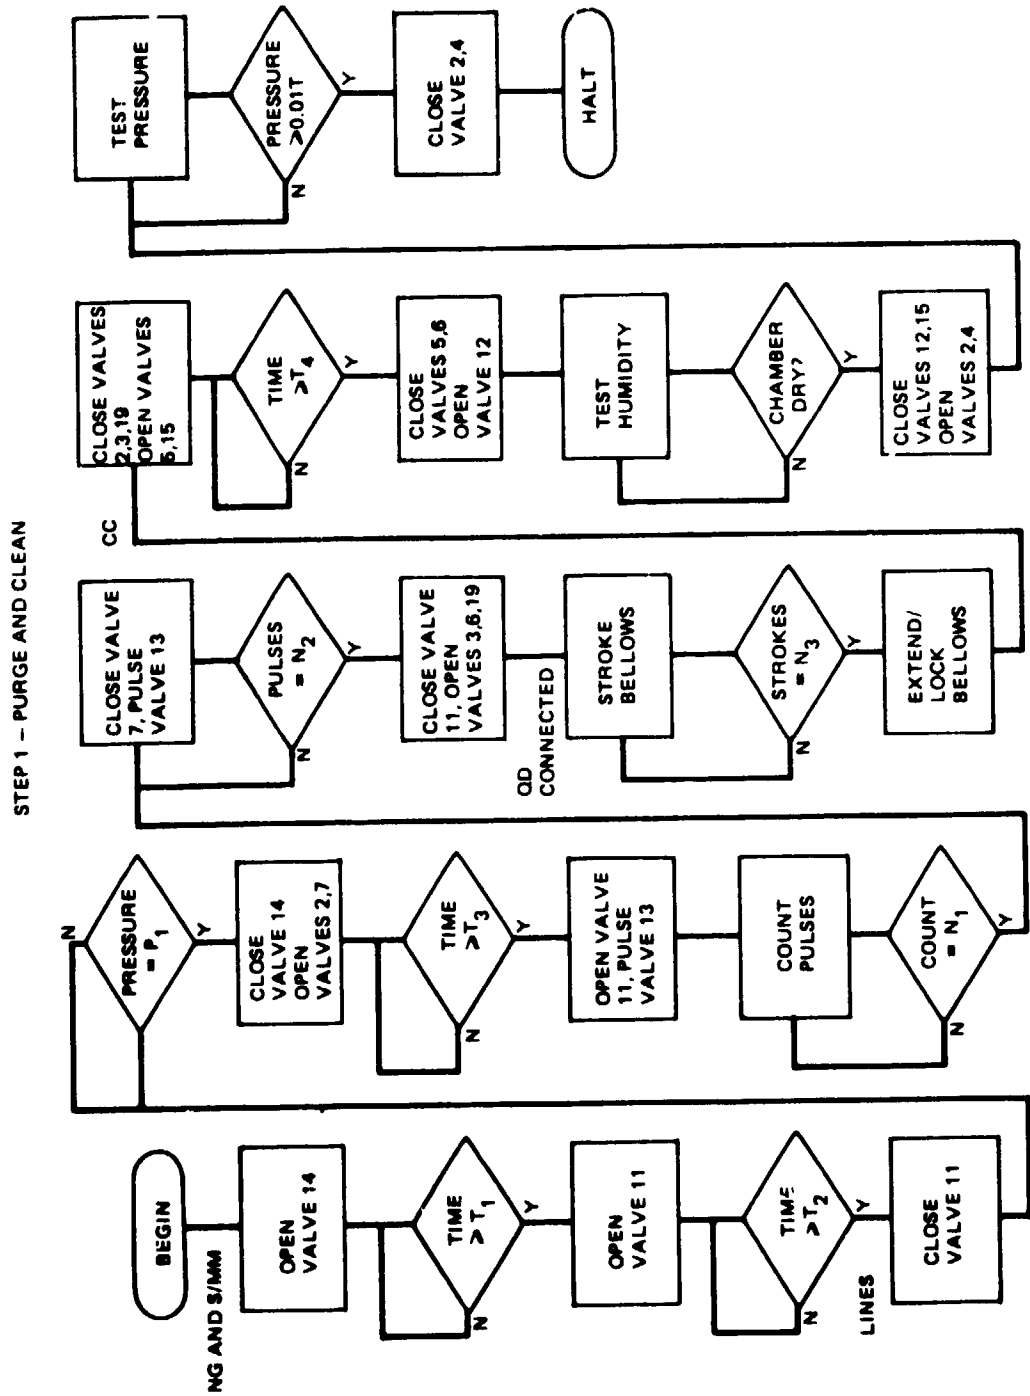 STEP 1 – PURGE AND CLEAN
BEGIN
NG AND S/MM
OPEN
VALVE 14
TIME
>T1
N
Y
OPEN
VALVE 11
TIME
>T2
N
Y
LINES
CLOSE
VALVE 11
PRESSURE
= P1
N
Y
CLOSE
VALVE 14
OPEN
VALVES 2,7
TIME
>T3
N
Y
OPEN VALVE
11, PULSE
VALVE 13
COUNT
PULSES
COUNT
= N1
N
Y
CLOSE VALVE
7, PULSE
VALVE 13
PULSES
= N2
N
Y
CLOSE VALVE
11, OPEN
VALVES 3,6,19
QD
CONNECTED
STROKE
BELLOWS
STROKES
= N3
N
Y
EXTEND/
LOCK
BELLOWS
CC
CLOSE VALVES
2,3,19
OPEN VALVES
5,15
TIME
≥T4
N
Y
CLOSE
VALVES 5,6
OPEN
VALVE 12
TEST
HUMIDITY
CHAMBER
DRY?
N
Y
CLOSE
VALVES 12,15
OPEN
VALVES 2,4
TEST
PRESSURE
PRESSURE
≥0.01T
N
Y
CLOSE
VALVE 2,4
HALT